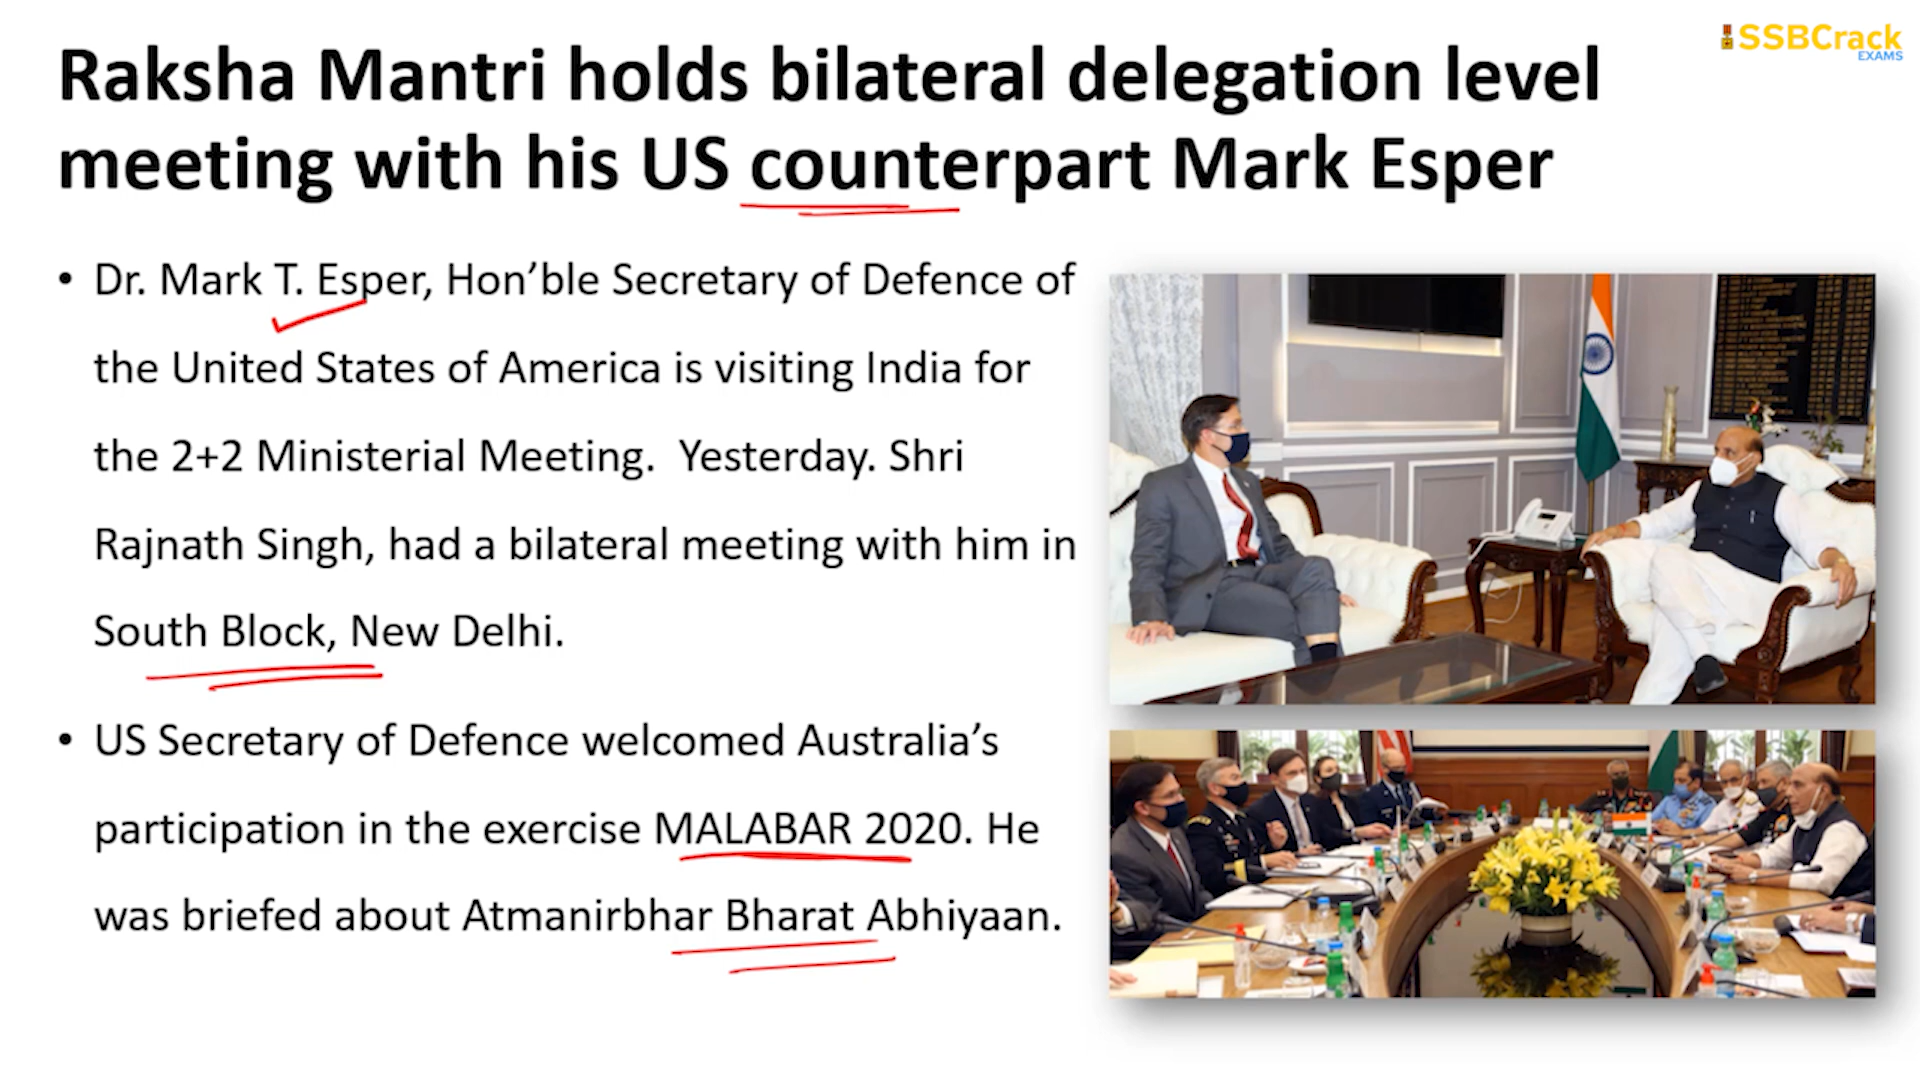 SSBCrack
EXAMS
Raksha Mantri holds bilateral delegation level
meeting with his US counterpart Mark Esper
• Dr. Mark T. Esper, Hon’ble Secretary of Defence of
the United States of America is visiting India for
the 2+2 Ministerial Meeting.  Yesterday. Shri
Rajnath Singh, had a bilateral meeting with him in
South Block, New Delhi.
• US Secretary of Defence welcomed Australia’s
participation in the exercise MALABAR 2020. He
was briefed about Atmanirbhar Bharat Abhiyaan.